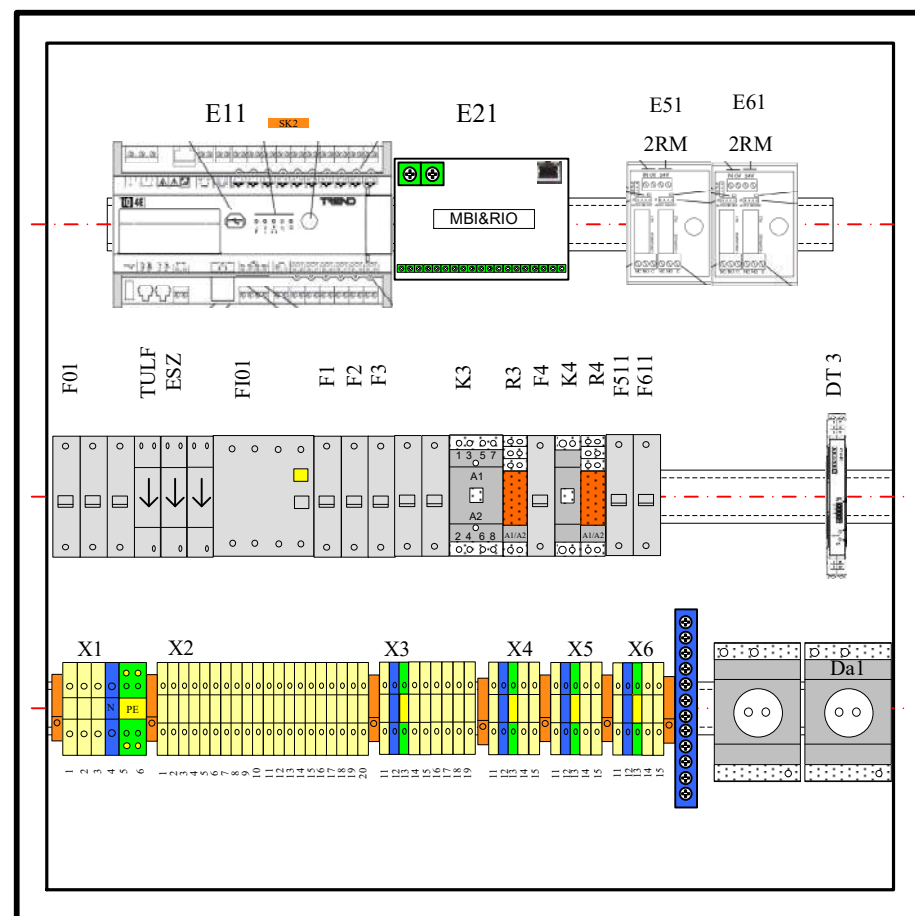 E11 SK2 E21 E51 E61
2RM 2RM
IQ4E TREND
MBI&RIO
F01 TULF ESZ FI01 F1 F2 F3 K3 R3 F4 K4 R4 F511 F611 DT 3
1 3 5 7
A1
A2
2 4 6 8 A1/A2 A1/A2
X1 X2 X3 X4 X5 X6
Da1
N PE
1 2 3 4 5 6 1 2 3 4 5 6 7 8 9 10 11 12 13 14 15 16 17 18 19 20 11 12 13 14 15 16 17 18 19 11 12 13 14 15 11 12 13 14 15 11 12 13 14 15